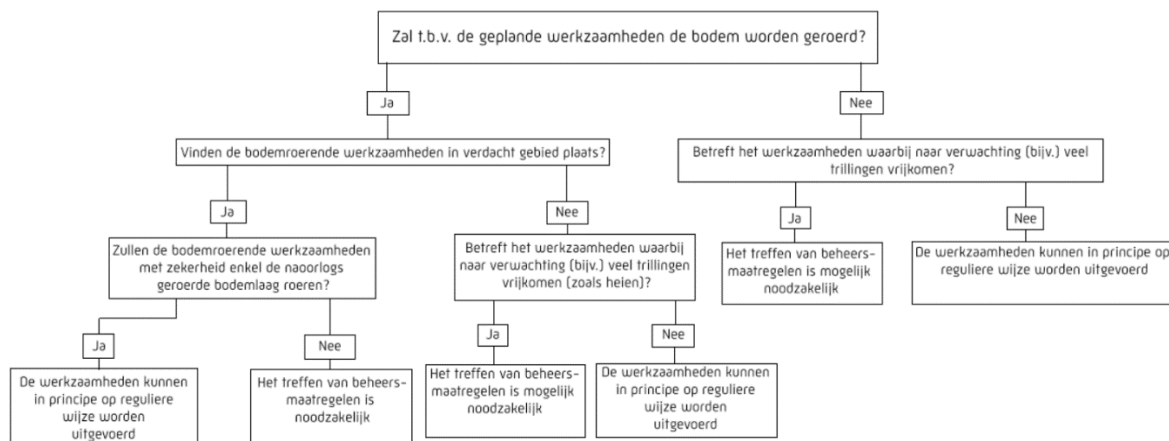 Zal t.b.v. de geplande werkzaamheden de bodem worden geroerd?
Ja
Nee
Vinden de bodemroerende werkzaamheden in verdacht gebied plaats?
Betreft het werkzaamheden waarbij naar verwachting (bijv.) veel
trillingen vrijkomen?
Ja
Nee
Ja
Nee
Zullen de bodemroerende werkzaamheden
met zekerheid enkel de naoorlogs
geroerde bodemlaag roeren?
Betreft het werkzaamheden waarbij
naar verwachting (bijv.) veel trillingen
vrijkomen (zoals heien)?
Het treffen van beheers-
maatregelen is mogelijk
noodzakelijk
De werkzaamheden kunnen in principe op
reguliere wijze worden uitgevoerd
Ja
Nee
Ja
Nee
De werkzaamheden kunnen
in principe op reguliere
wijze worden
uitgevoerd
Het treffen van beheers-
maatregelen is
noodzakelijk
Het treffen van beheers-
maatregelen is mogelijk
noodzakelijk
De werkzaamheden kunnen
in principe op reguliere
wijze worden
uitgevoerd